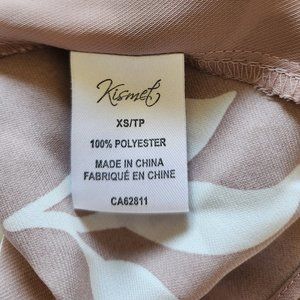 Kismet
XS/TP
100% POLYESTER
MADE IN CHINA
FABRIQUÉ EN CHINE
CA62811